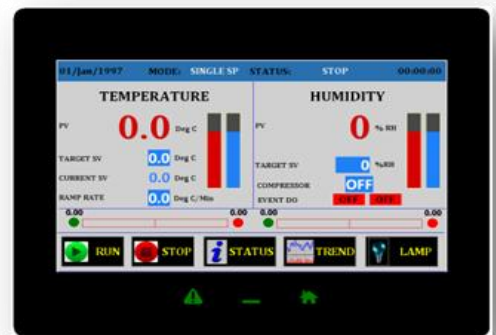 01/Jan/1997 MODE: SINGLE SP STATUS: STOP 00:00:00
TEMPERATURE HUMIDITY
PV 0.0 Deg C PV 0 % RH
TARGET SV 0.0 Deg C TARGET SV 0 %RH
CURRENT SV 0.0 Deg C COMPRESSOR OFF
RAMP RATE 0.0 Deg C/Min EVENT DO OFF OFF
0.00 0.00 0.00 0.00
RUN STOP STATUS TREND LAMP